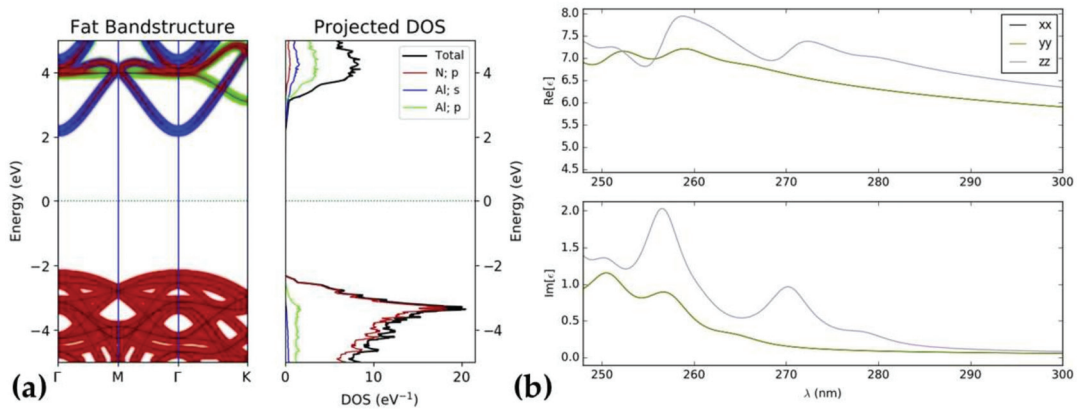 Fat Bandstructure
Projected DOS
Energy (eV)
4
2
0
−2
−4
Γ
M
Γ
K
Total
N; p
Al; s
Al; p
4
2
0
−2
−4
Energy (eV)
0
10
20
DOS (eV⁻¹)
(a)
8.0
7.5
7.0
6.5
6.0
5.5
5.0
4.5
Re[ϵ]
xx
yy
zz
250
260
270
280
290
300
2.0
1.5
1.0
0.5
0.0
Im[ϵ]
250
260
270
280
290
300
λ (nm)
(b)